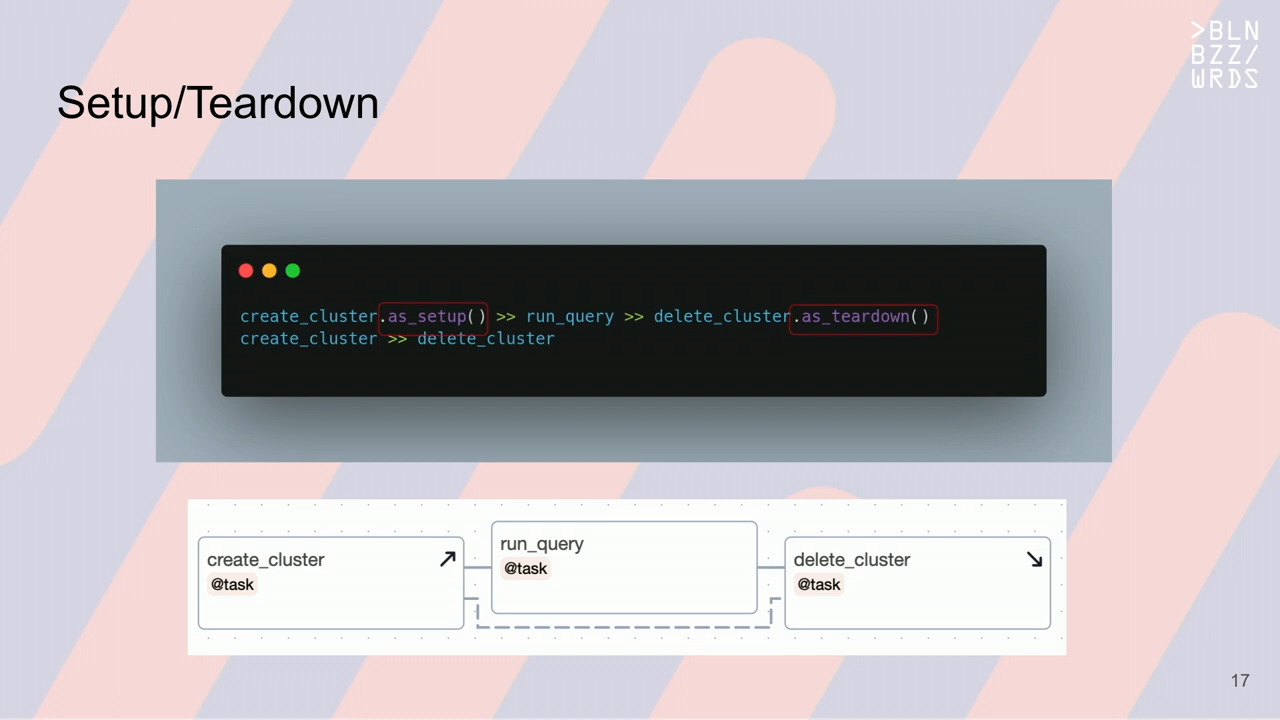 >BLN
BZZ/
WRDS
Setup/Teardown
create_cluster.as_setup() >> run_query >> delete_cluster.as_teardown()
create_cluster >> delete_cluster
create_cluster
@task
run_query
@task
delete_cluster
@task
17